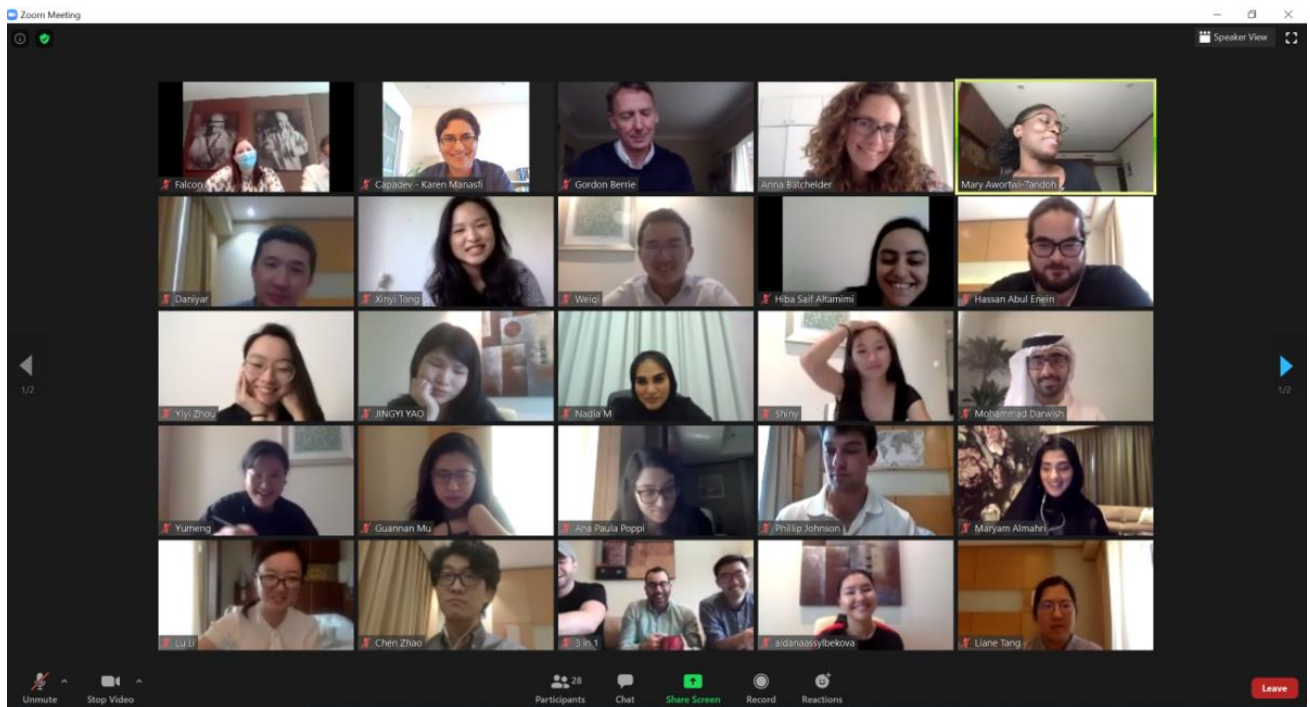 Zoom Meeting
Speaker View
Falcon
Capadev - Karen Manasfi
Gordon Berrie
Anna Batchelder
Mary Awortwi-Tandoh
Daniyar
Xinyi Tong
Weiqi
Hiba Saif Altamimi
Hassan Abul Enein
Yiyi Zhou
JINGYI YAO
Nadia M
Shiny
Mohammad Darwish
1/2
1/2
Yumeng
Guannan Mu
Ana Paula Poppi
Phillip Johnson
Maryam Almahri
Lu Li
Chen Zhao
3 in 1
aidanaassylbekova
Liane Tang
Unmute
Stop Video
28
Participants
Chat
Share Screen
Record
Reactions
Leave